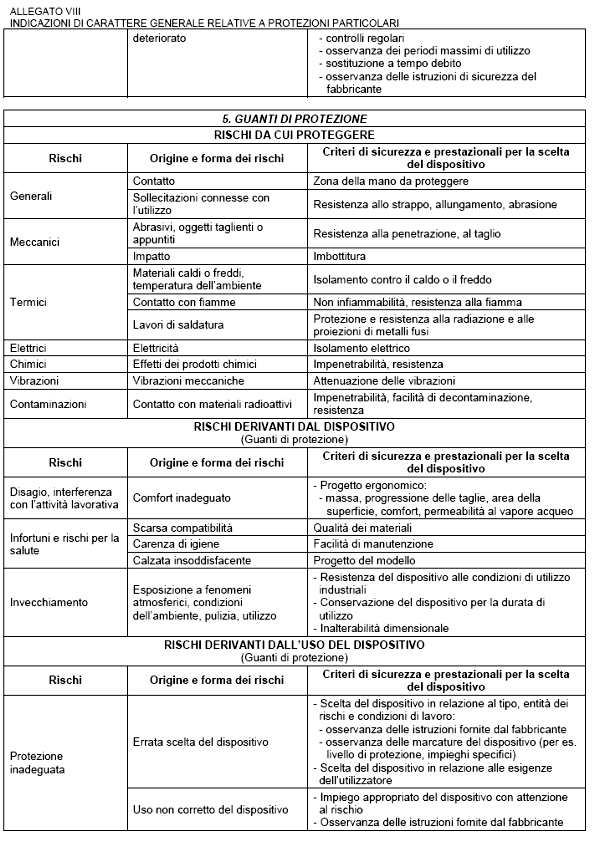 ALLEGATO VIII
INDICAZIONI DI CARATTERE GENERALE RELATIVE A PROTEZIONI PARTICOLARI
deteriorato
- controlli regolari
- osservanza dei periodi massimi di utilizzo
- sostituzione a tempo debito
- osservanza delle istruzioni di sicurezza del
fabbricante
5. GUANTI DI PROTEZIONE
RISCHI DA CUI PROTEGGERE
Rischi
Origine e forma dei rischi
Criteri di sicurezza e prestazionali per la scelta
del dispositivo
Generali
Contatto
Zona della mano da proteggere
Sollecitazioni connesse con
l'utilizzo
Resistenza allo strappo, allungamento, abrasione
Meccanici
Abrasivi, oggetti taglienti o
appuntiti
Resistenza alla penetrazione, al taglio
Impatto
Imbottitura
Termici
Materiali caldi o freddi,
temperatura dell'ambiente
Isolamento contro il caldo o il freddo
Contatto con fiamme
Non infiammabilità, resistenza alla fiamma
Lavori di saldatura
Protezione e resistenza alla radiazione e alle
proiezioni di metalli fusi
Elettrici
Elettricità
Isolamento elettrico
Chimici
Effetti dei prodotti chimici
Impenetrabilità, resistenza
Vibrazioni
Vibrazioni meccaniche
Attenuazione delle vibrazioni
Contaminazioni
Contatto con materiali radioattivi
Impenetrabilità, facilità di decontaminazione,
resistenza
RISCHI DERIVANTI DAL DISPOSITIVO
(Guanti di protezione)
Rischi
Origine e forma dei rischi
Criteri di sicurezza e prestazionali per la scelta
del dispositivo
Disagio, interferenza
con l'attività lavorativa
Comfort inadeguato
- Progetto ergonomico:
- massa, progressione delle taglie, area della
superficie, comfort, permeabilità al vapore acqueo
Infortuni e rischi per la
salute
Scarsa compatibilità
Qualità dei materiali
Carenza di igiene
Facilità di manutenzione
Calzata insoddisfacente
Progetto del modello
Invecchiamento
Esposizione a fenomeni
atmosferici, condizioni
dell'ambiente, pulizia, utilizzo
- Resistenza del dispositivo alle condizioni di utilizzo
industriali
- Conservazione del dispositivo per la durata di
utilizzo
- Inalterabilità dimensionale
RISCHI DERIVANTI DALL'USO DEL DISPOSITIVO
(Guanti di protezione)
Rischi
Origine e forma dei rischi
Criteri di sicurezza e prestazionali per la scelta
del dispositivo
Protezione
inadeguata
Errata scelta del dispositivo
- Scelta del dispositivo in relazione al tipo, entità dei
rischi e condizioni di lavoro:
- osservanza delle istruzioni fornite dal fabbricante
- osservanza delle marcature del dispositivo (per es.
livello di protezione, impieghi specifici)
- Scelta del dispositivo in relazione alle esigenze
dell'utilizzatore
Uso non corretto del dispositivo
- Impiego appropriato del dispositivo con attenzione
al rischio
- Osservanza delle istruzioni fornite dal fabbricante